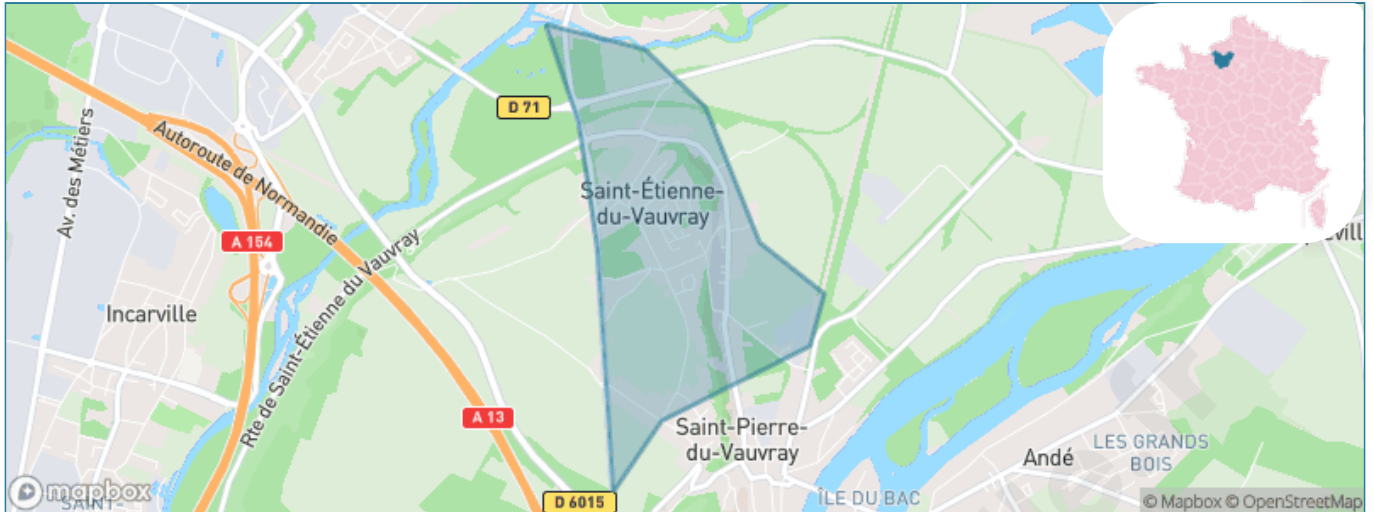 D 71
Autoroute de Normandie
Av. des Métiers
Saint-Étienne-
du-Vauvray
A 154
Rte de Saint-Étienne du Vauvray
Incarville
A 13
Saint-Pierre-
du-Vauvray
LES GRANDS
BOIS
Andé
mapbox
SAINT-
D 6015
ÎLE DU BAC
© Mapbox © OpenStreetMap